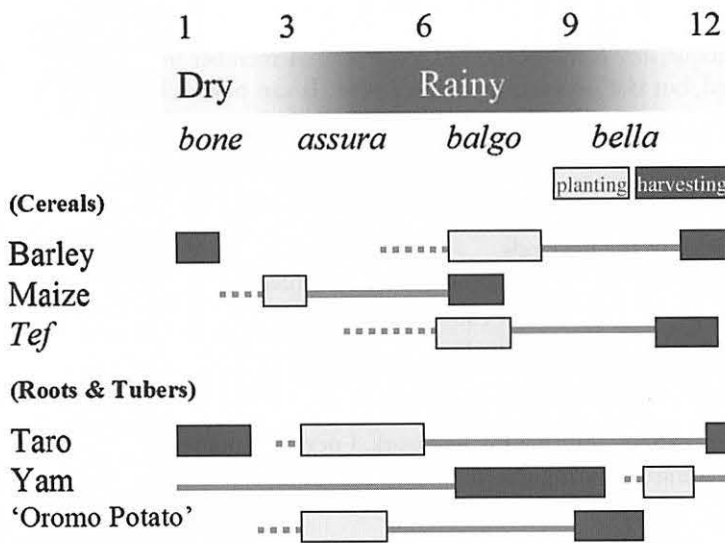 1 3 6 9 12
Dry Rainy
bone assura balgo bella
planting harvesting
(Cereals)
Barley
Maize
Tef
(Roots & Tubers)
Taro
Yam
'Oromo Potato'